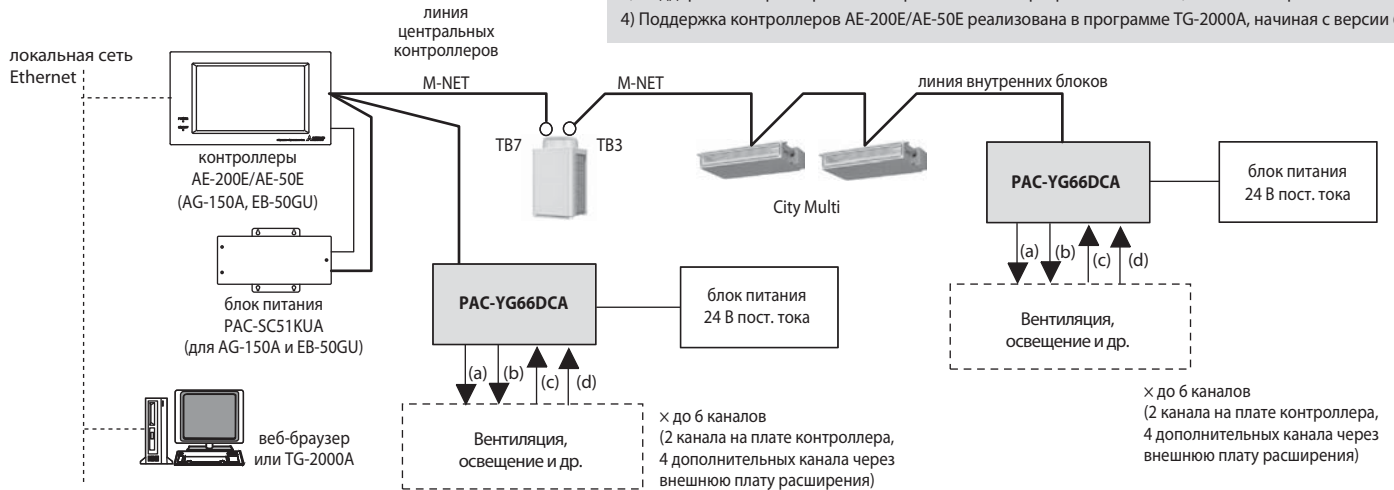 4) Поддержка контроллеров AE-200E/AE-50E реализована в программе TG-2000A, начиная с версии
линия
центральных
контроллеров
локальная сеть
Ethernet
M-NET
M-NET
линия внутренних блоков
TB7
TB3
контроллеры
AE-200E/AE-50E
(AG-150A, EB-50GU)
City Multi
PAC-YG66DCA
блок питания
24 В пост. тока
(a)
(b)
(c)
(d)
блок питания
PAC-SC51KUA
(для AG-150A и EB-50GU)
PAC-YG66DCA
блок питания
24 В пост. тока
Вентиляция,
освещение и др.
(a)
(b)
(c)
(d)
× до 6 каналов
(2 канала на плате контроллера,
4 дополнительных канала через
внешнюю плату расширения)
веб-браузер
или TG-2000A
Вентиляция,
освещение и др.
× до 6 каналов
(2 канала на плате контроллера,
4 дополнительных канала через
внешнюю плату расширения)